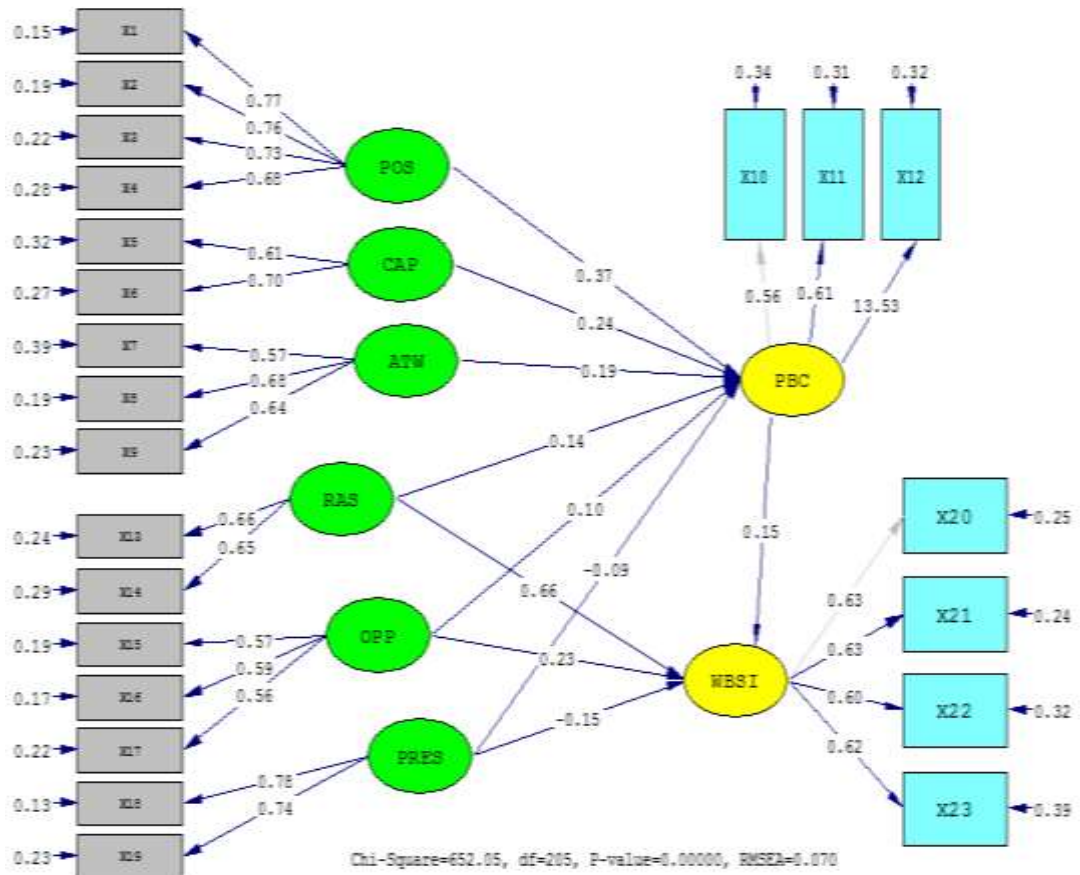 0.15
X1
0.19
X2
0.22
X3
0.28
X4
0.32
X5
0.27
X6
0.39
X7
0.19
X8
0.23
X9
0.24
X13
0.29
X14
0.19
X15
0.17
X16
0.22
X17
0.13
X18
0.23
X19
0.77
0.76
0.73
0.68
0.61
0.70
0.57
0.68
0.64
0.66
0.65
0.57
0.59
0.56
0.78
0.74
POS
CAP
ATW
RAS
OPP
PRES
0.37
0.24
0.19
0.14
0.10
-0.09
0.66
0.23
-0.15
0.15
PBC
WBSI
0.34
0.31
0.32
X10
X11
X12
0.56
0.61
13.53
0.63
0.63
0.60
0.62
X20
0.25
X21
0.24
X22
0.32
X23
0.39
Chi-Square=652.05, df=205, P-value=0.00000, RMSEA=0.070